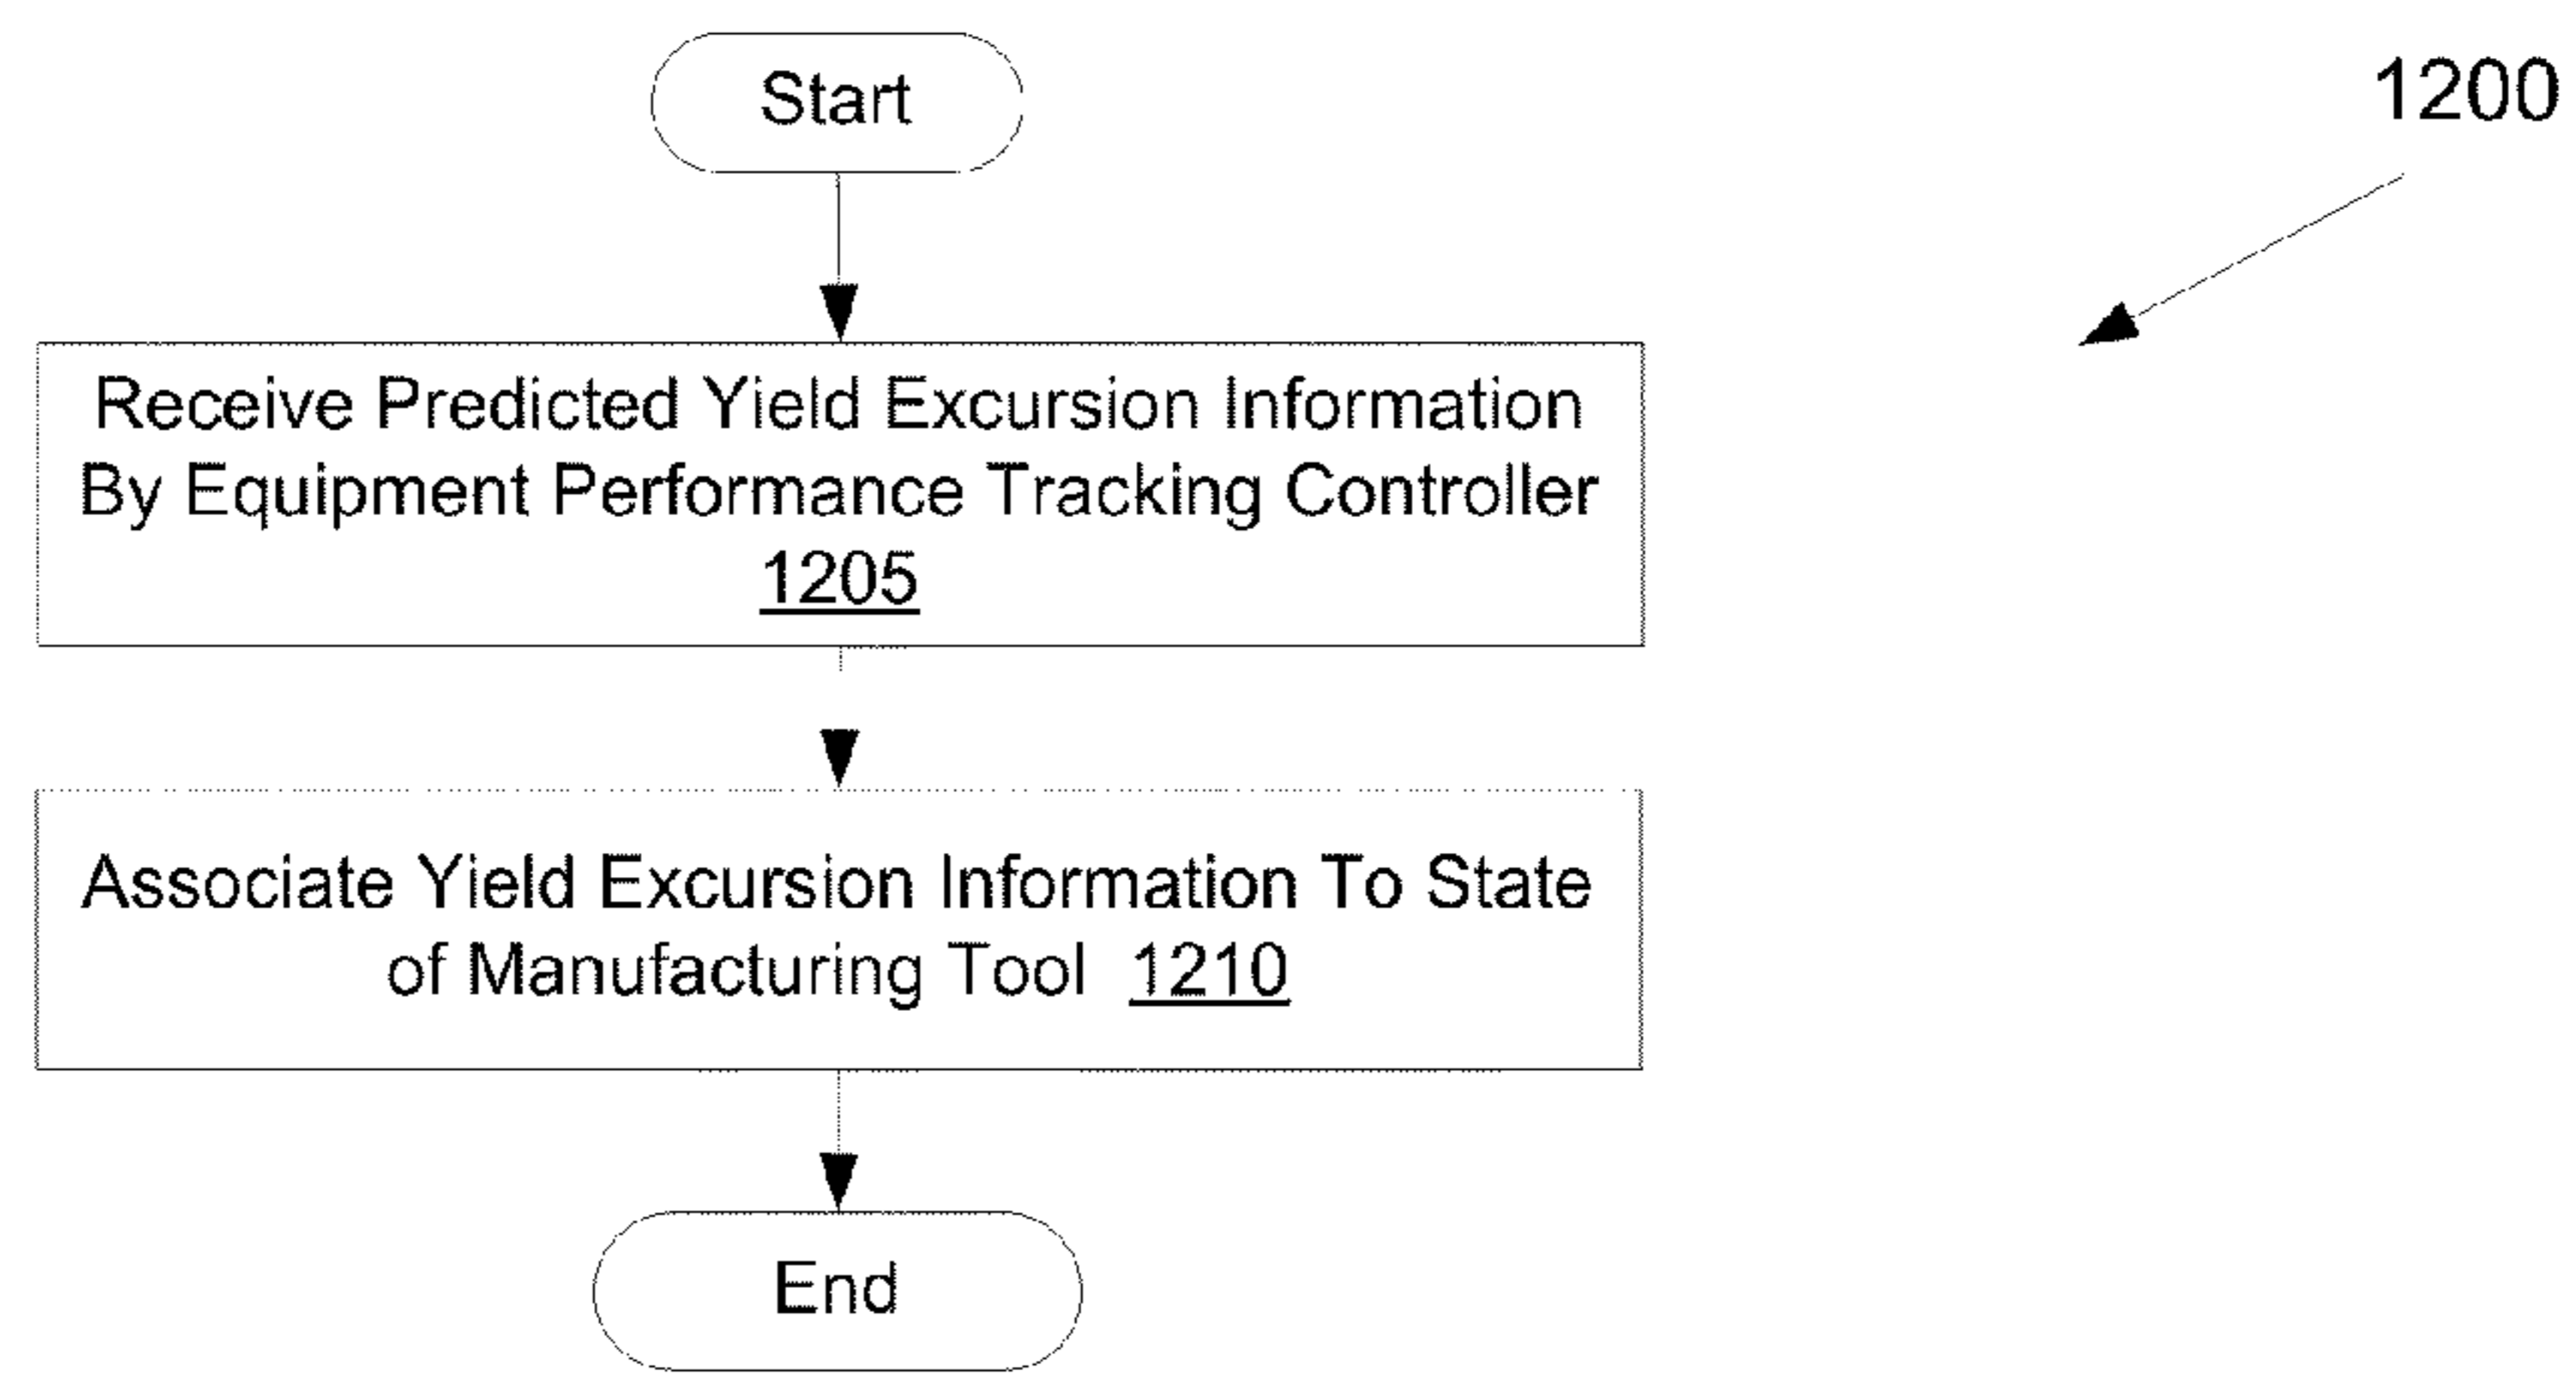 Start
1200
Receive Predicted Yield Excursion Information
By Equipment Performance Tracking Controller
1205
Associate Yield Excursion Information To State
of Manufacturing Tool 1210
End